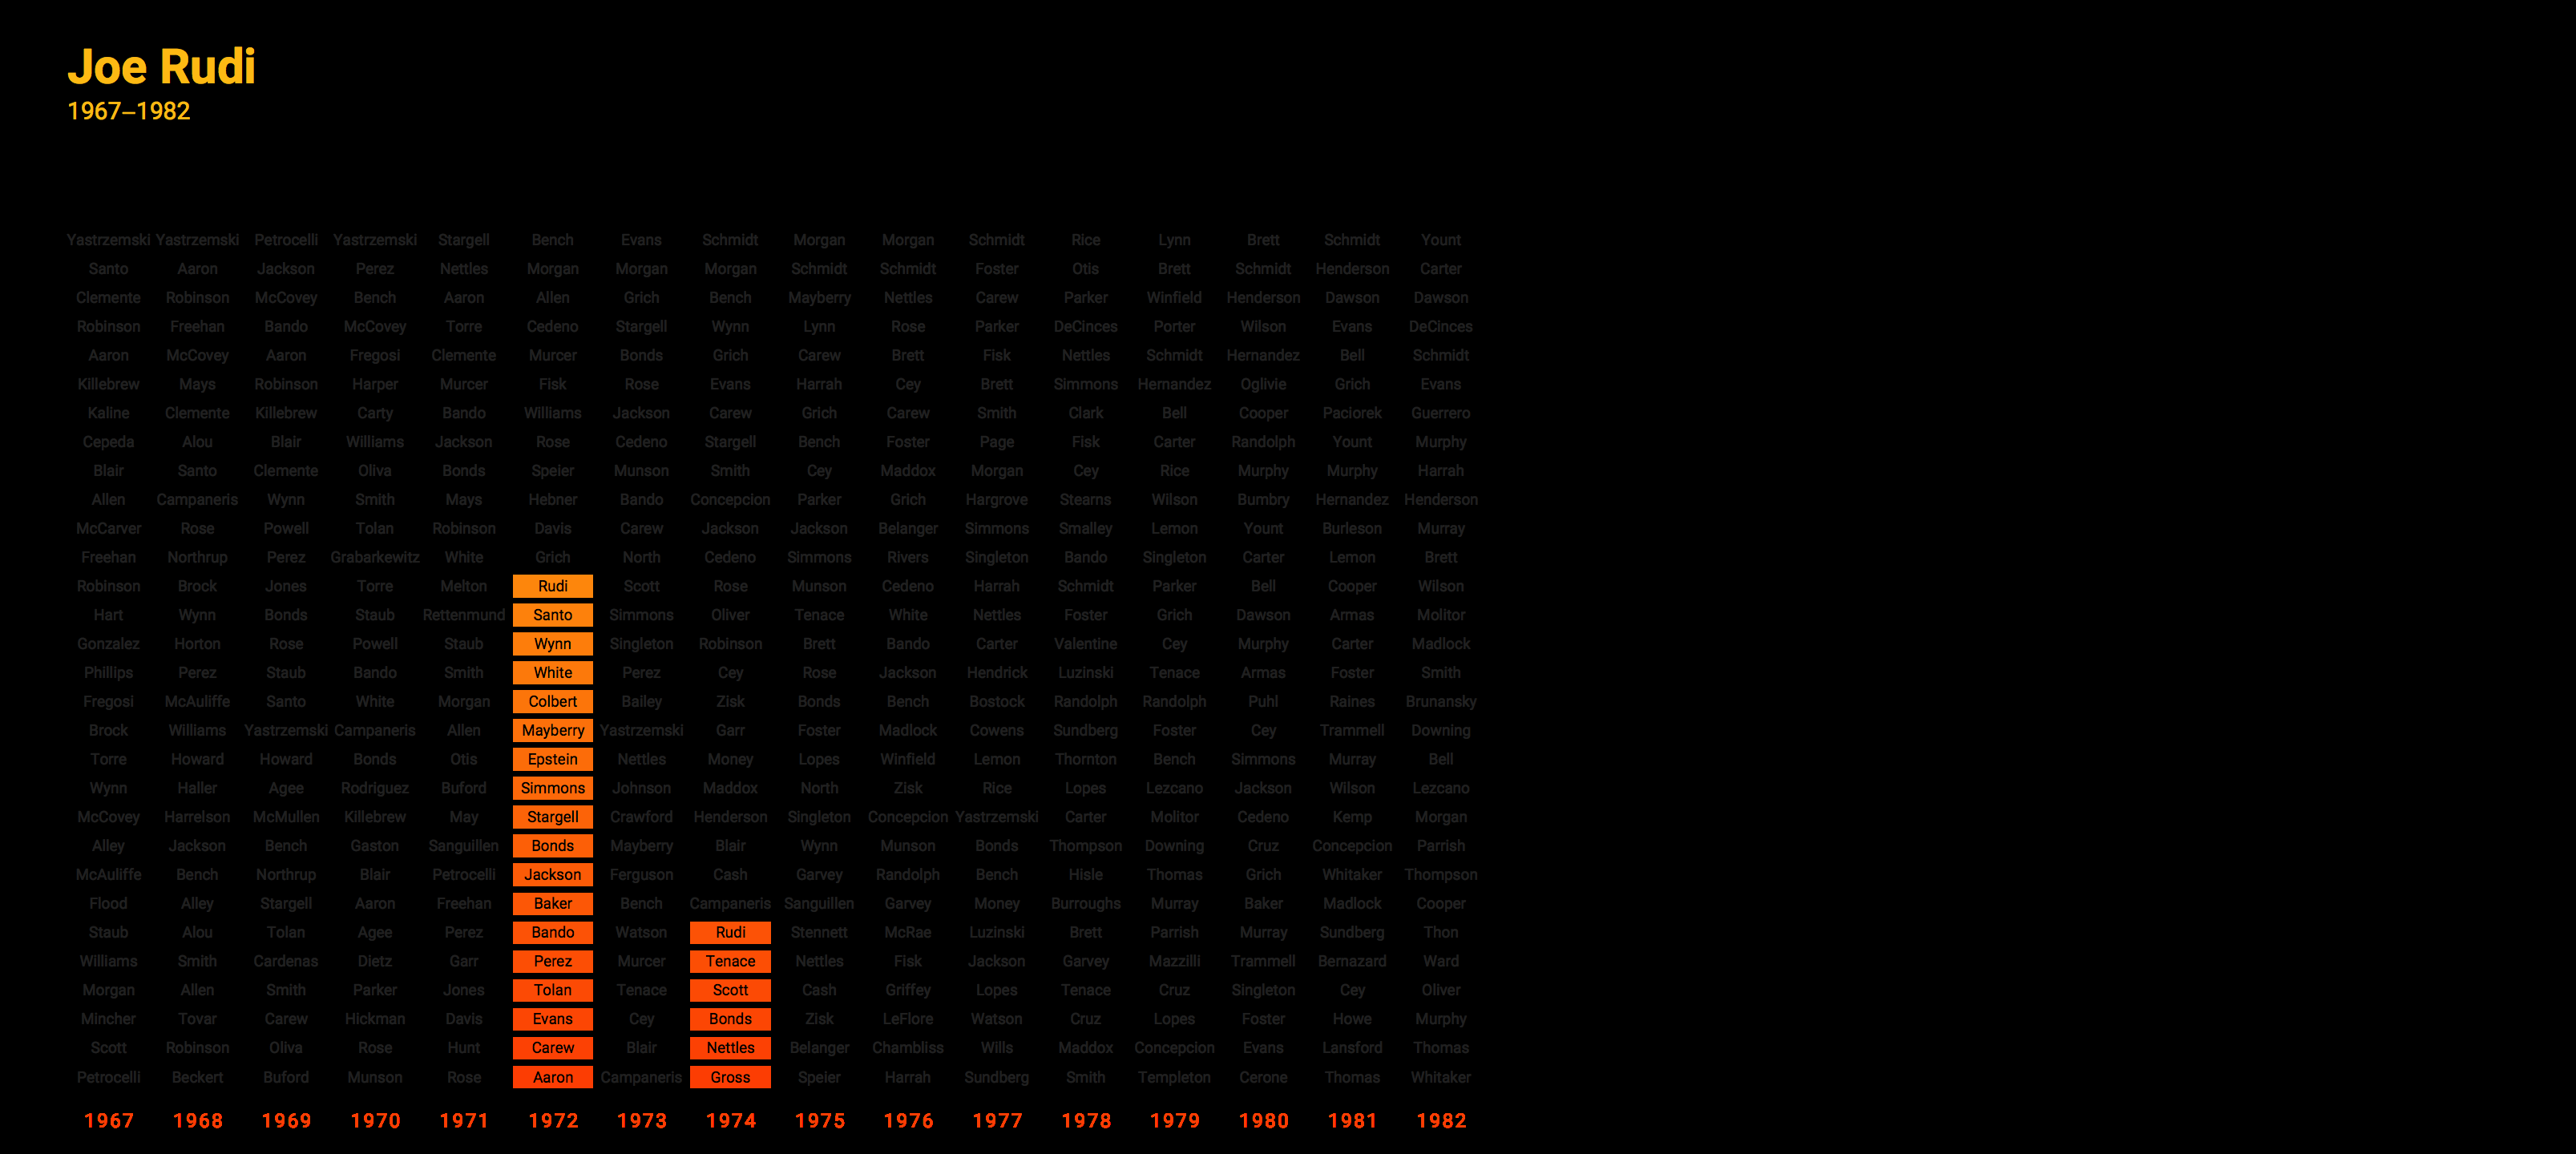 Joe Rudi
1967–1982
Yastrzemski Yastrzemski Petrocelli Yastrzemski Stargell Bench Evans Schmidt Morgan Morgan Schmidt Rice Lynn Brett Schmidt Yount
Santo Aaron Jackson Perez Nettles Morgan Morgan Morgan Schmidt Schmidt Foster Otis Brett Schmidt Henderson Carter
Clemente Robinson McCovey Bench Aaron Allen Grich Bench Mayberry Nettles Carew Parker Winfield Henderson Dawson Dawson
Robinson Freehan Bando McCovey Torre Cedeno Stargell Wynn Lynn Rose Parker DeCinces Porter Wilson Evans DeCinces
Aaron McCovey Aaron Fregosi Clemente Murcer Bonds Grich Carew Brett Fisk Nettles Schmidt Hernandez Bell Schmidt
Killebrew Mays Robinson Harper Murcer Fisk Rose Evans Harrah Cey Brett Simmons Hernandez Oglivie Grich Evans
Kaline Clemente Killebrew Carty Bando Williams Jackson Carew Grich Carew Smith Clark Bell Cooper Paciorek Guerrero
Cepeda Alou Blair Williams Jackson Rose Cedeno Stargell Bench Foster Page Fisk Carter Randolph Yount Murphy
Blair Santo Clemente Oliva Bonds Speier Munson Smith Cey Maddox Morgan Cey Rice Murphy Murphy Harrah
Allen Campaneris Wynn Smith Mays Hebner Bando Concepcion Parker Grich Hargrove Stearns Wilson Bumbry Hernandez Henderson
McCarver Rose Powell Tolan Robinson Davis Carew Jackson Jackson Belanger Simmons Smalley Lemon Yount Burleson Murray
Freehan Northrup Perez Grabarkewitz White Grich North Cedeno Simmons Rivers Singleton Bando Singleton Carter Lemon Brett
Robinson Brock Jones Torre Melton Rudi Scott Rose Munson Cedeno Harrah Schmidt Parker Bell Cooper Wilson
Hart Wynn Bonds Staub Rettenmund Santo Simmons Oliver Tenace White Nettles Foster Grich Dawson Armas Molitor
Gonzalez Horton Rose Powell Staub Wynn Singleton Robinson Brett Bando Carter Valentine Cey Murphy Carter Madlock
Phillips Perez Staub Bando Smith White Perez Cey Rose Jackson Hendrick Luzinski Tenace Armas Foster Smith
Fregosi McAuliffe Santo White Morgan Colbert Bailey Zisk Bonds Bench Bostock Randolph Randolph Puhl Raines Brunansky
Brock Williams Yastrzemski Campaneris Allen Mayberry Yastrzemski Garr Foster Madlock Cowens Sundberg Foster Cey Trammell Downing
Torre Howard Howard Bonds Otis Epstein Nettles Money Lopes Winfield Lemon Thornton Bench Simmons Murray Bell
Wynn Haller Agee Rodriguez Buford Simmons Johnson Maddox North Zisk Rice Lopes Lezcano Jackson Wilson Lezcano
McCovey Harrelson McMullen Killebrew May Stargell Crawford Henderson Singleton Concepcion Yastrzemski Carter Molitor Cedeno Kemp Morgan
Alley Jackson Bench Gaston Sanguillen Bonds Mayberry Blair Wynn Munson Bonds Thompson Downing Cruz Concepcion Parrish
McAuliffe Bench Northrup Blair Petrocelli Jackson Ferguson Cash Garvey Randolph Bench Hisle Thomas Grich Whitaker Thompson
Flood Alley Stargell Aaron Freehan Baker Bench Campaneris Sanguillen Garvey Money Burroughs Murray Baker Madlock Cooper
Staub Alou Tolan Agee Perez Bando Watson Rudi Stennett McRae Luzinski Brett Parrish Murray Sundberg Thon
Williams Smith Cardenas Dietz Garr Perez Murcer Tenace Nettles Fisk Jackson Garvey Mazzilli Trammell Bernazard Ward
Morgan Allen Smith Parker Jones Tolan Tenace Scott Cash Griffey Lopes Tenace Cruz Singleton Cey Oliver
Mincher Tovar Carew Hickman Davis Evans Cey Bonds Zisk LeFlore Watson Cruz Lopes Foster Howe Murphy
Scott Robinson Oliva Rose Hunt Carew Blair Nettles Belanger Chambliss Wills Maddox Concepcion Evans Lansford Thomas
Petrocelli Beckert Buford Munson Rose Aaron Campaneris Gross Speier Harrah Sundberg Smith Templeton Cerone Thomas Whitaker
1967 1968 1969 1970 1971 1972 1973 1974 1975 1976 1977 1978 1979 1980 1981 1982